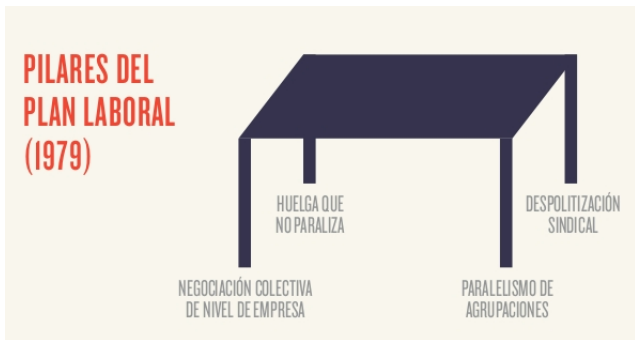 PILARES DEL
PLAN LABORAL
(1979)
HUELGA QUE
NO PARALIZA
DESPOLITIZACIÓN
SINDICAL
NEGOCIACIÓN COLECTIVA
DE NIVEL DE EMPRESA
PARALELISMO DE
AGRUPACIONES